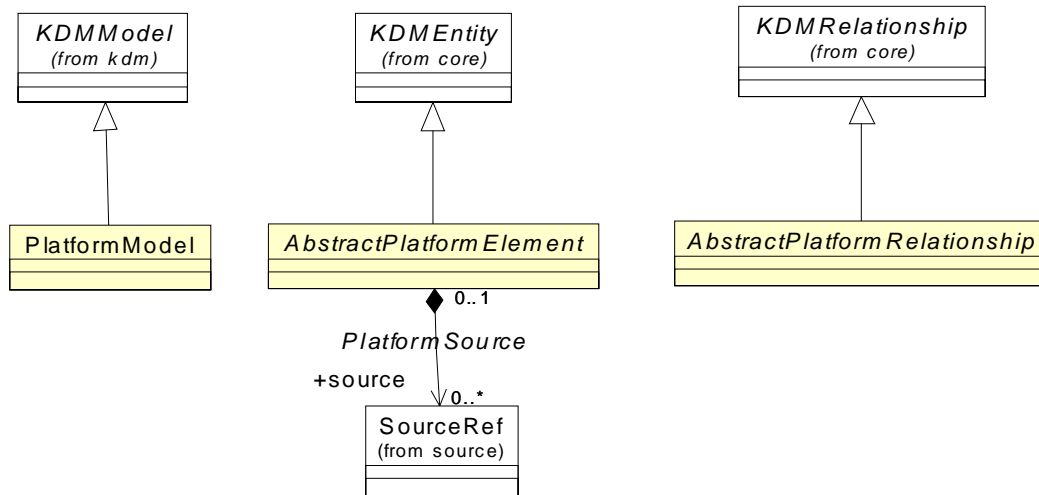 KDMModel
(from kdm)
KDMEntity
(from core)
KDMRelationship
(from core)
PlatformModel
AbstractPlatformElement
AbstractPlatformRelationship
0..1
PlatformSource
+source
0..*
SourceRef
(from source)